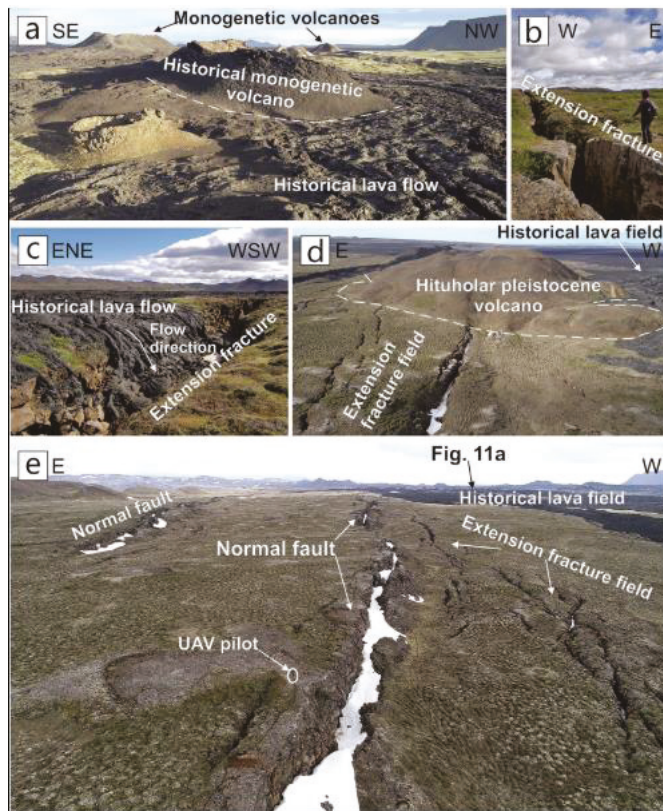 a SE
Monogenetic volcanoes
NW
Historical monogenetic
volcano
Historical lava flow
b W
E
Extension fracture
c ENE
WSW
Historical lava flow
Flow
direction
Extension fracture
Historical lava field
d E
W
Hituholar pleistocene
volcano
Extension
fracture field
e E
Fig. 11a
W
Historical lava field
Normal fault
Normal fault
Extension fracture field
UAV pilot